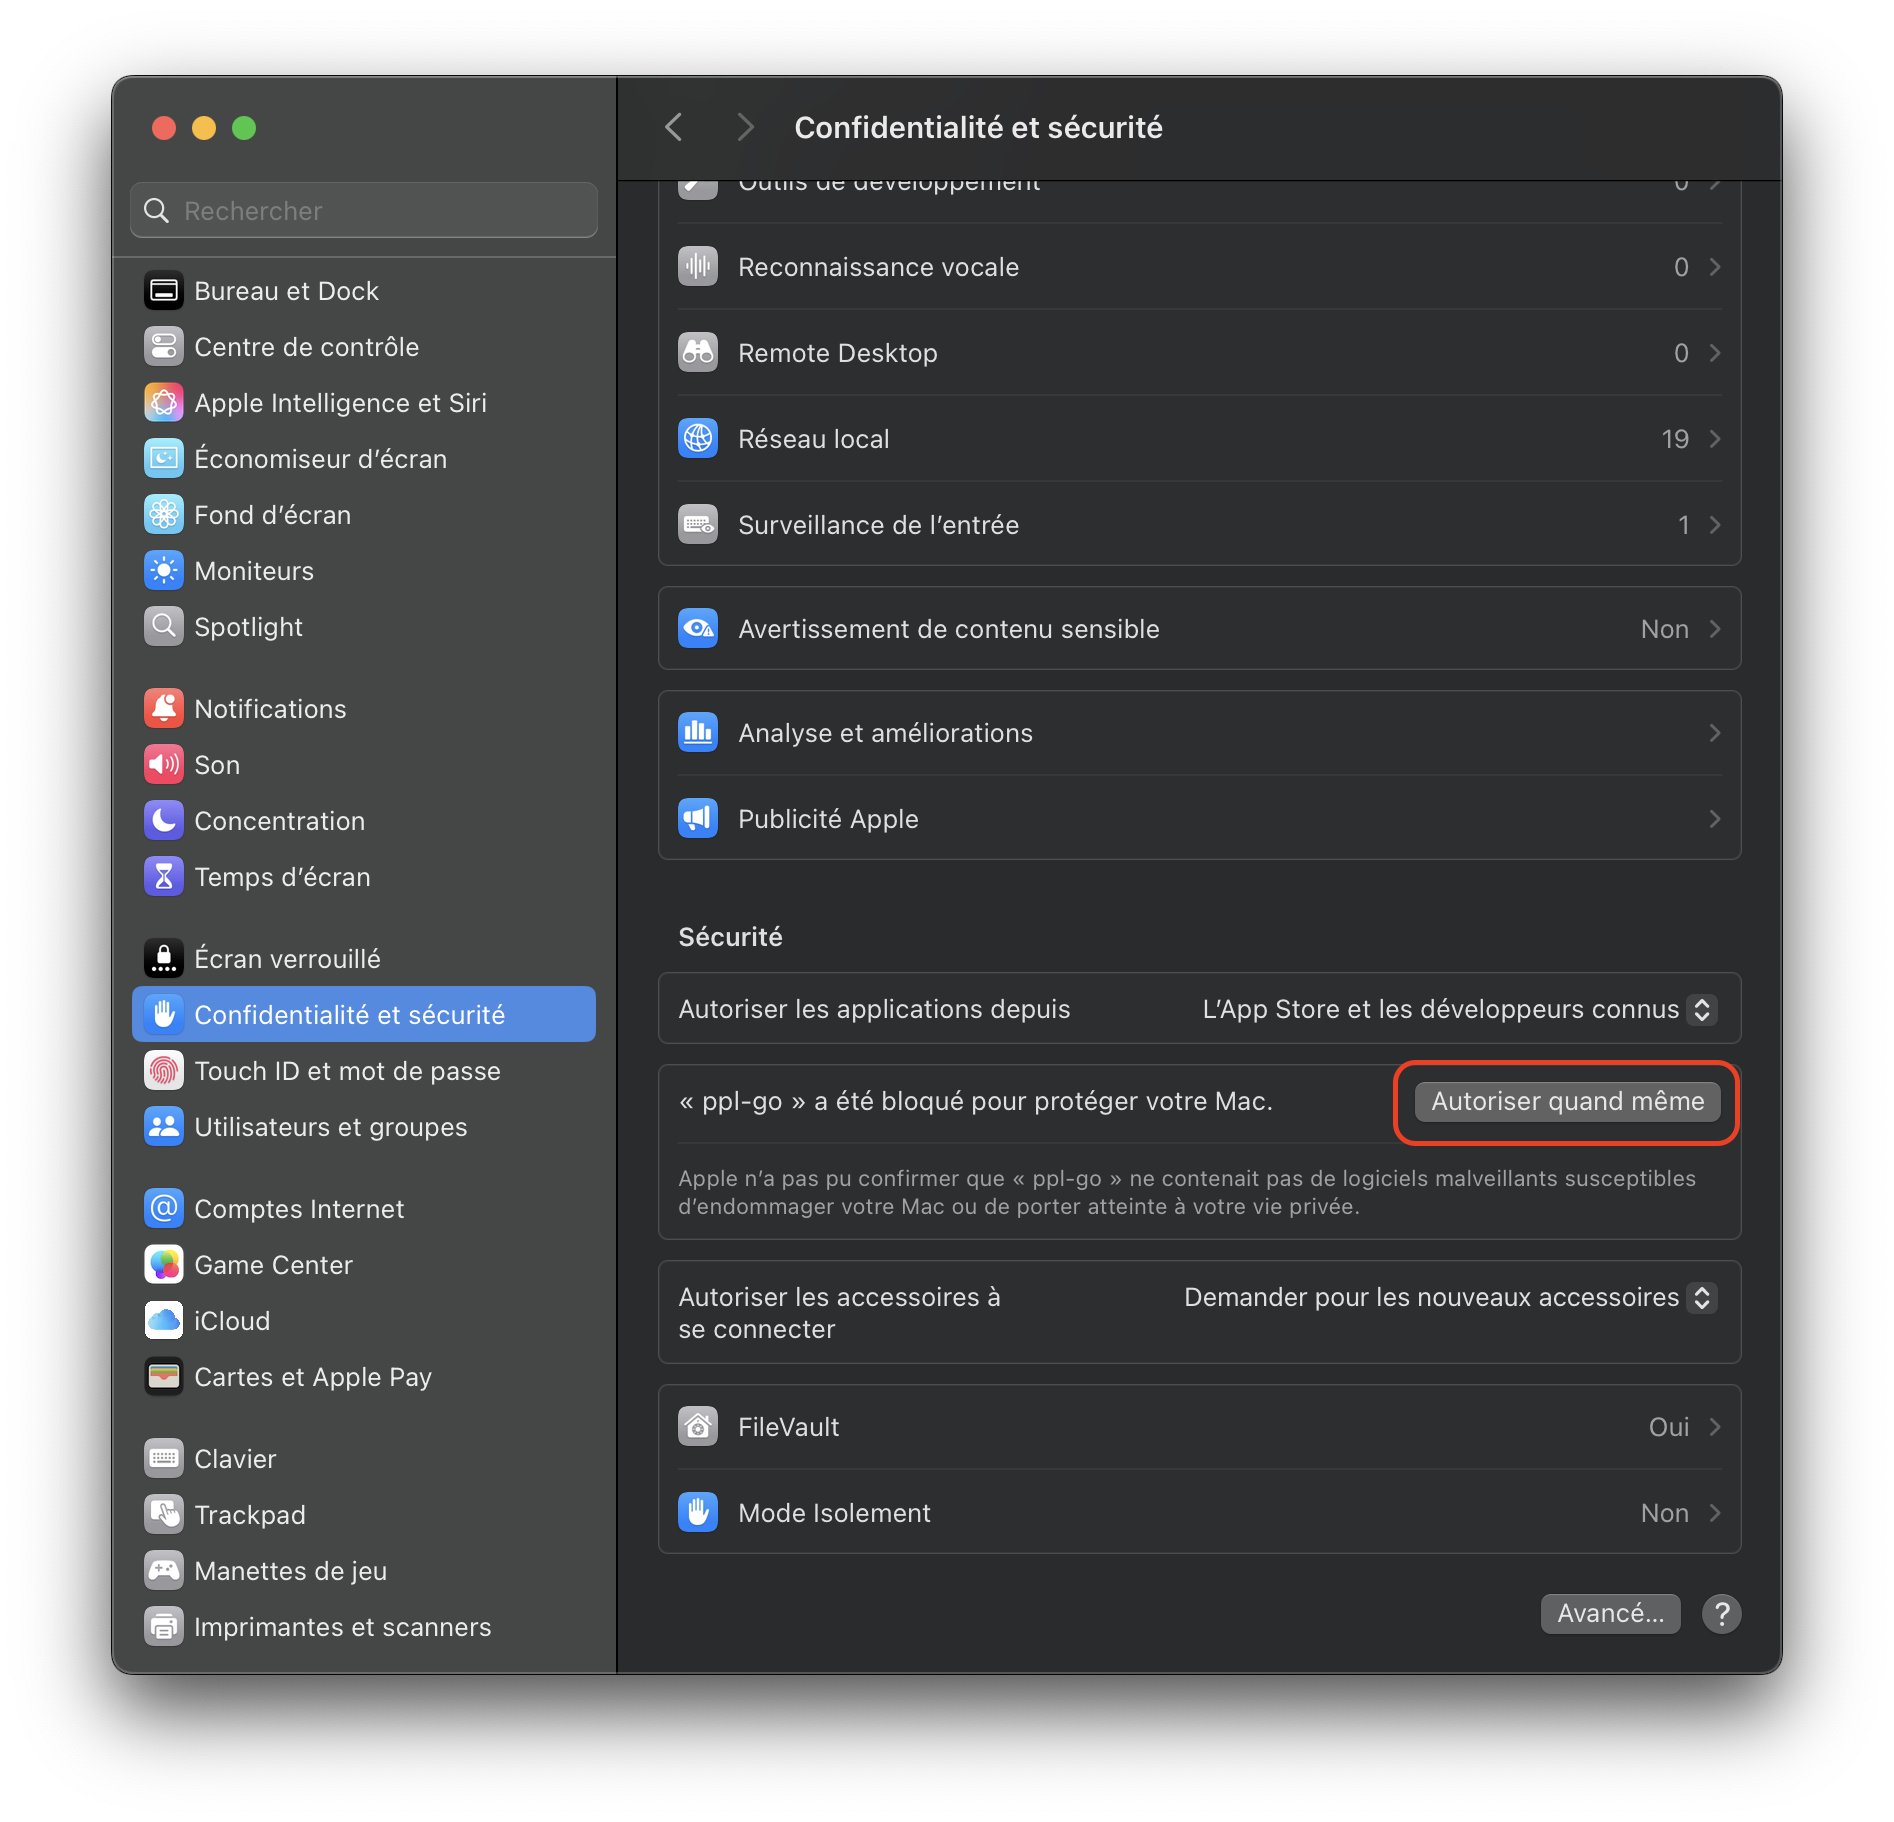 Rechercher
Bureau et Dock
Centre de contrôle
Apple Intelligence et Siri
Économiseur d’écran
Fond d’écran
Moniteurs
Spotlight
Notifications
Son
Concentration
Temps d’écran
Écran verrouillé
Confidentialité et sécurité
Touch ID et mot de passe
Utilisateurs et groupes
Comptes Internet
Game Center
iCloud
Cartes et Apple Pay
Clavier
Trackpad
Manettes de jeu
Imprimantes et scanners
Confidentialité et sécurité
Outils de développement 0
Reconnaissance vocale 0
Remote Desktop 0
Réseau local 19
Surveillance de l’entrée 1
Avertissement de contenu sensible Non
Analyse et améliorations
Publicité Apple
Sécurité
Autoriser les applications depuis L’App Store et les développeurs connus
« ppl-go » a été bloqué pour protéger votre Mac. Autoriser quand même
Apple n’a pas pu confirmer que « ppl-go » ne contenait pas de logiciels malveillants susceptibles
d’endommager votre Mac ou de porter atteinte à votre vie privée.
Autoriser les accessoires à Demander pour les nouveaux accessoires
se connecter
FileVault Oui
Mode Isolement Non
Avancé... ?